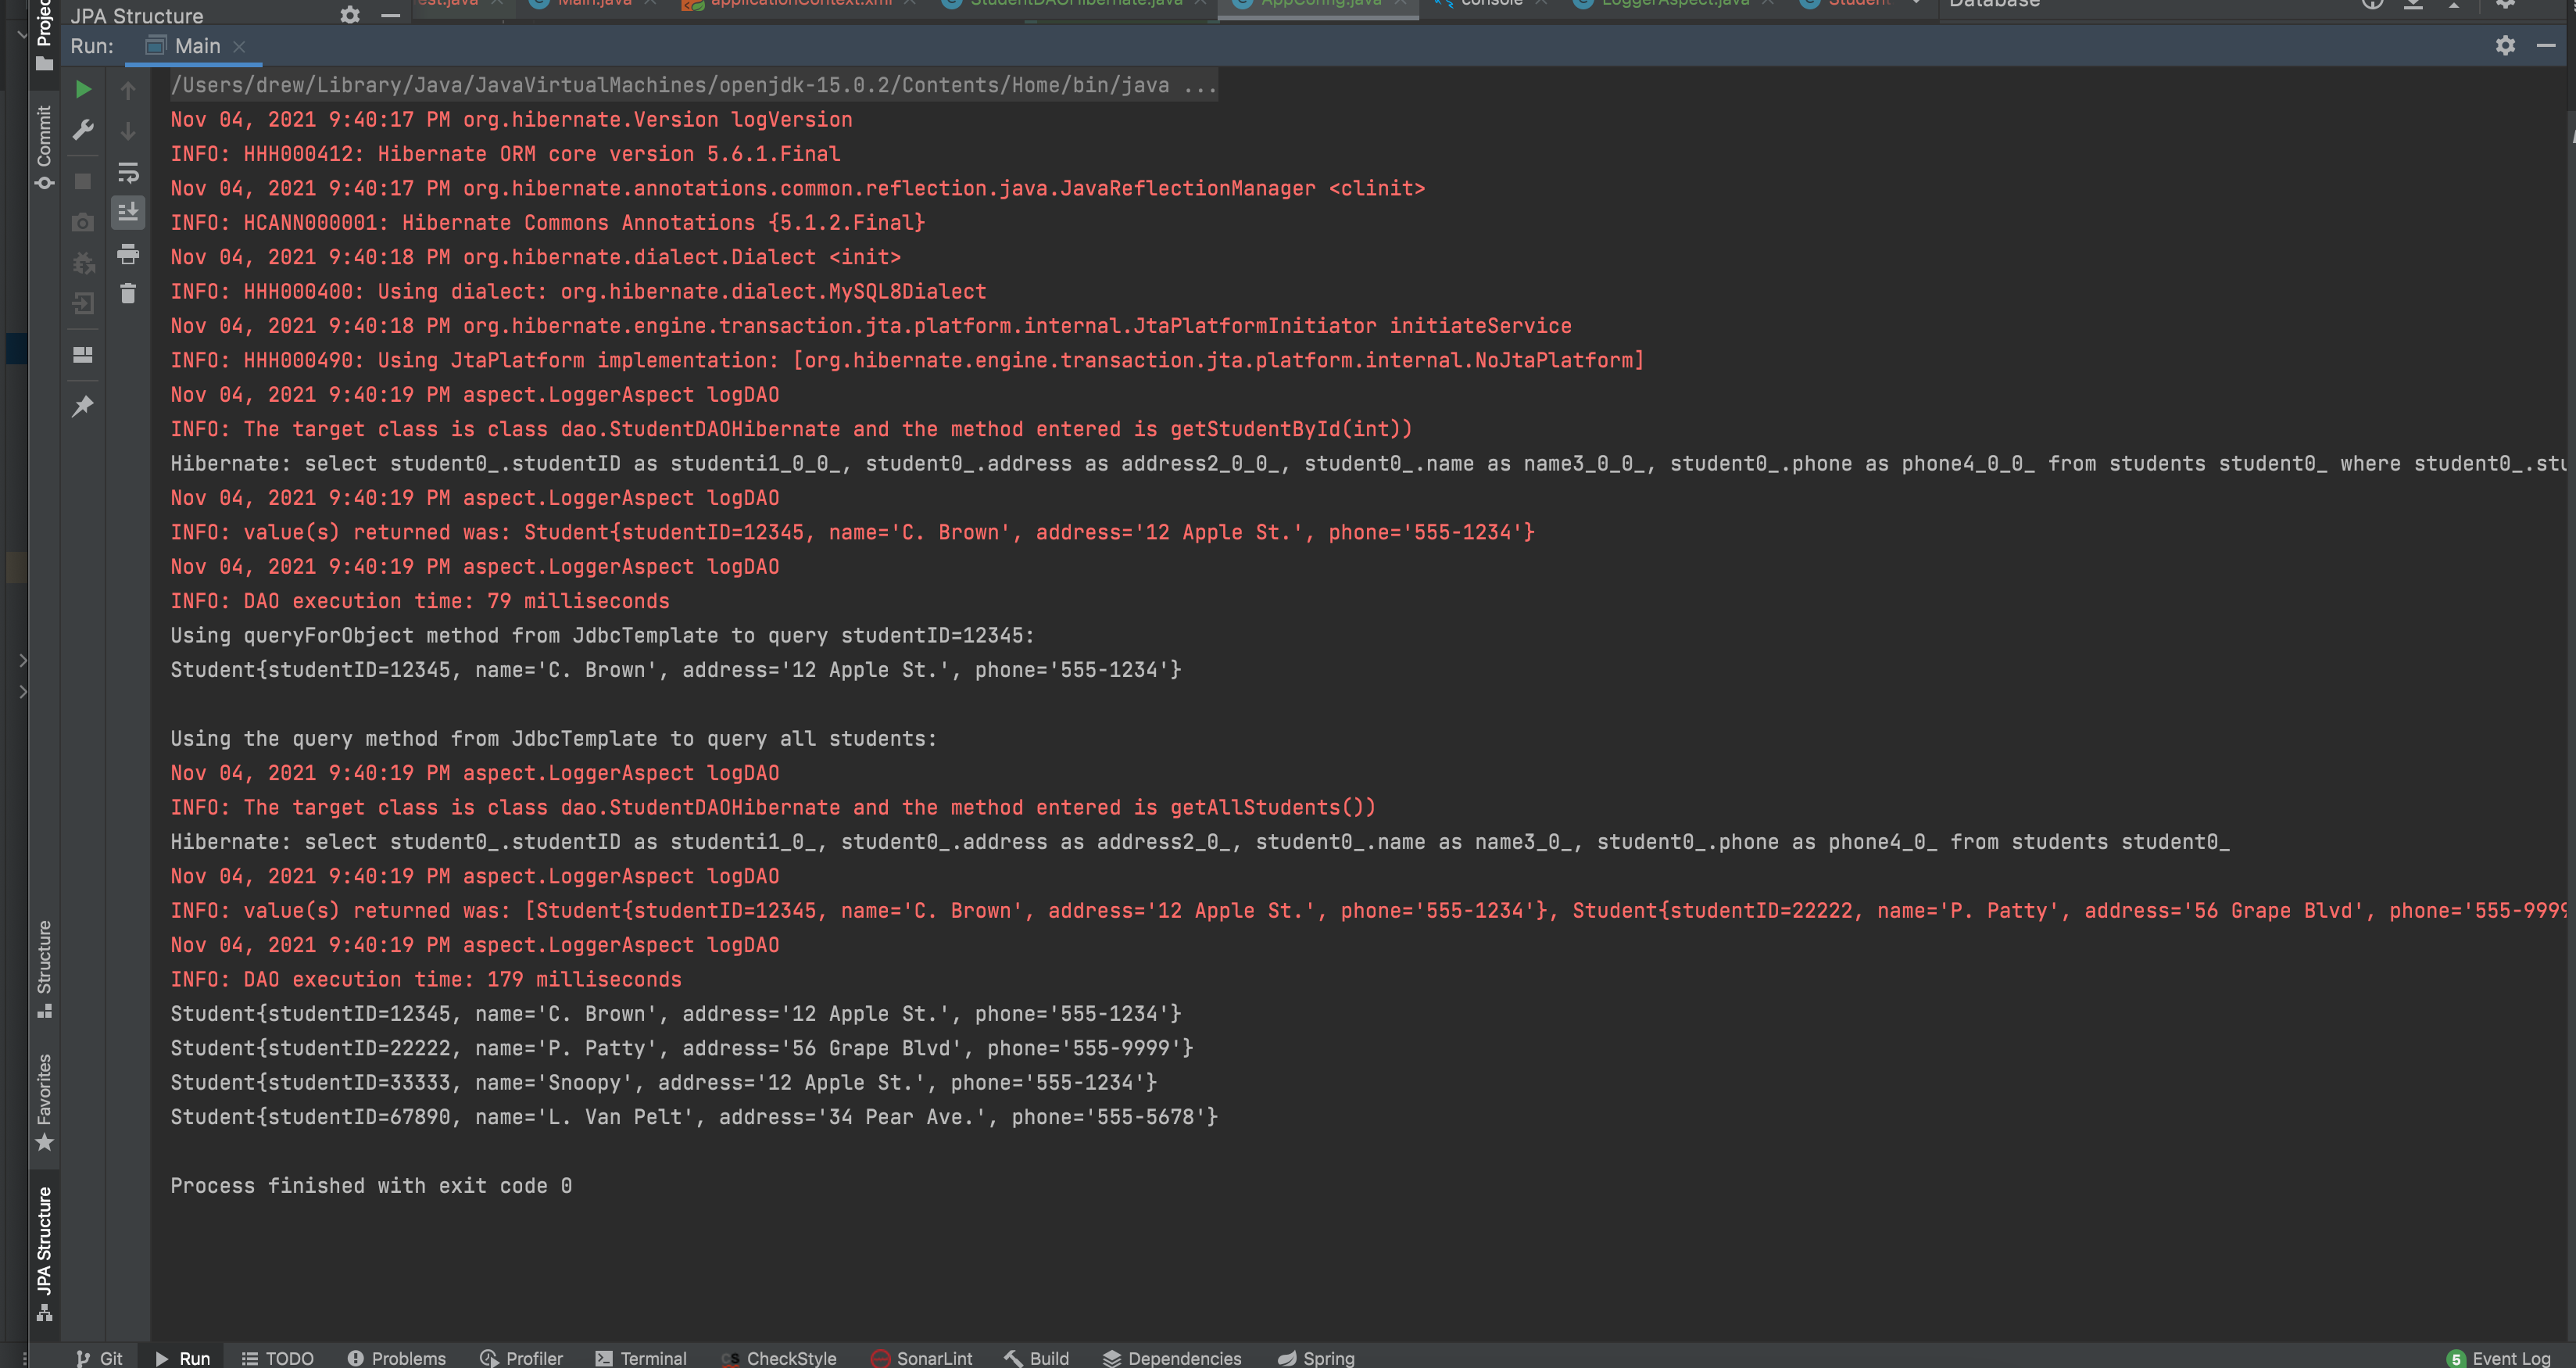 JPA Structure
Main.java
applicationContext.xml
StudentDAOHibernate.java
AppConfig.java
console
LoggerAspect.java
Database
Run: Main
Commit
Structure
Favorites
JPA Structure
/Users/drew/Library/Java/JavaVirtualMachines/openjdk-15.0.2/Contents/Home/bin/java ...
Nov 04, 2021 9:40:17 PM org.hibernate.Version logVersion
INFO: HHH000412: Hibernate ORM core version 5.6.1.Final
Nov 04, 2021 9:40:17 PM org.hibernate.annotations.common.reflection.java.JavaReflectionManager <clinit>
INFO: HCANN000001: Hibernate Commons Annotations {5.1.2.Final}
Nov 04, 2021 9:40:18 PM org.hibernate.dialect.Dialect <init>
INFO: HHH000400: Using dialect: org.hibernate.dialect.MySQL8Dialect
Nov 04, 2021 9:40:18 PM org.hibernate.engine.transaction.jta.platform.internal.JtaPlatformInitiator initiateService
INFO: HHH000490: Using JtaPlatform implementation: [org.hibernate.engine.transaction.jta.platform.internal.NoJtaPlatform]
Nov 04, 2021 9:40:19 PM aspect.LoggerAspect logDAO
INFO: The target class is class dao.StudentDAOHibernate and the method entered is getStudentById(int))
Hibernate: select student0_.studentID as studenti1_0_0_, student0_.address as address2_0_0_, student0_.name as name3_0_0_, student0_.phone as phone4_0_0_ from students student0_ where student0_.stu
Nov 04, 2021 9:40:19 PM aspect.LoggerAspect logDAO
INFO: value(s) returned was: Student{studentID=12345, name='C. Brown', address='12 Apple St.', phone='555-1234'}
Nov 04, 2021 9:40:19 PM aspect.LoggerAspect logDAO
INFO: DAO execution time: 79 milliseconds
Using queryForObject method from JdbcTemplate to query studentID=12345:
Student{studentID=12345, name='C. Brown', address='12 Apple St.', phone='555-1234'}
Using the query method from JdbcTemplate to query all students:
Nov 04, 2021 9:40:19 PM aspect.LoggerAspect logDAO
INFO: The target class is class dao.StudentDAOHibernate and the method entered is getAllStudents())
Hibernate: select student0_.studentID as studenti1_0_, student0_.address as address2_0_, student0_.name as name3_0_, student0_.phone as phone4_0_ from students student0_
Nov 04, 2021 9:40:19 PM aspect.LoggerAspect logDAO
INFO: value(s) returned was: [Student{studentID=12345, name='C. Brown', address='12 Apple St.', phone='555-1234'}, Student{studentID=22222, name='P. Patty', address='56 Grape Blvd', phone='555-9999
Nov 04, 2021 9:40:19 PM aspect.LoggerAspect logDAO
INFO: DAO execution time: 179 milliseconds
Student{studentID=12345, name='C. Brown', address='12 Apple St.', phone='555-1234'}
Student{studentID=22222, name='P. Patty', address='56 Grape Blvd', phone='555-9999'}
Student{studentID=33333, name='Snoopy', address='12 Apple St.', phone='555-1234'}
Student{studentID=67890, name='L. Van Pelt', address='34 Pear Ave.', phone='555-5678'}
Process finished with exit code 0
Git Run TODO Problems Profiler Terminal CheckStyle SonarLint Build Dependencies Spring 5 Event Log